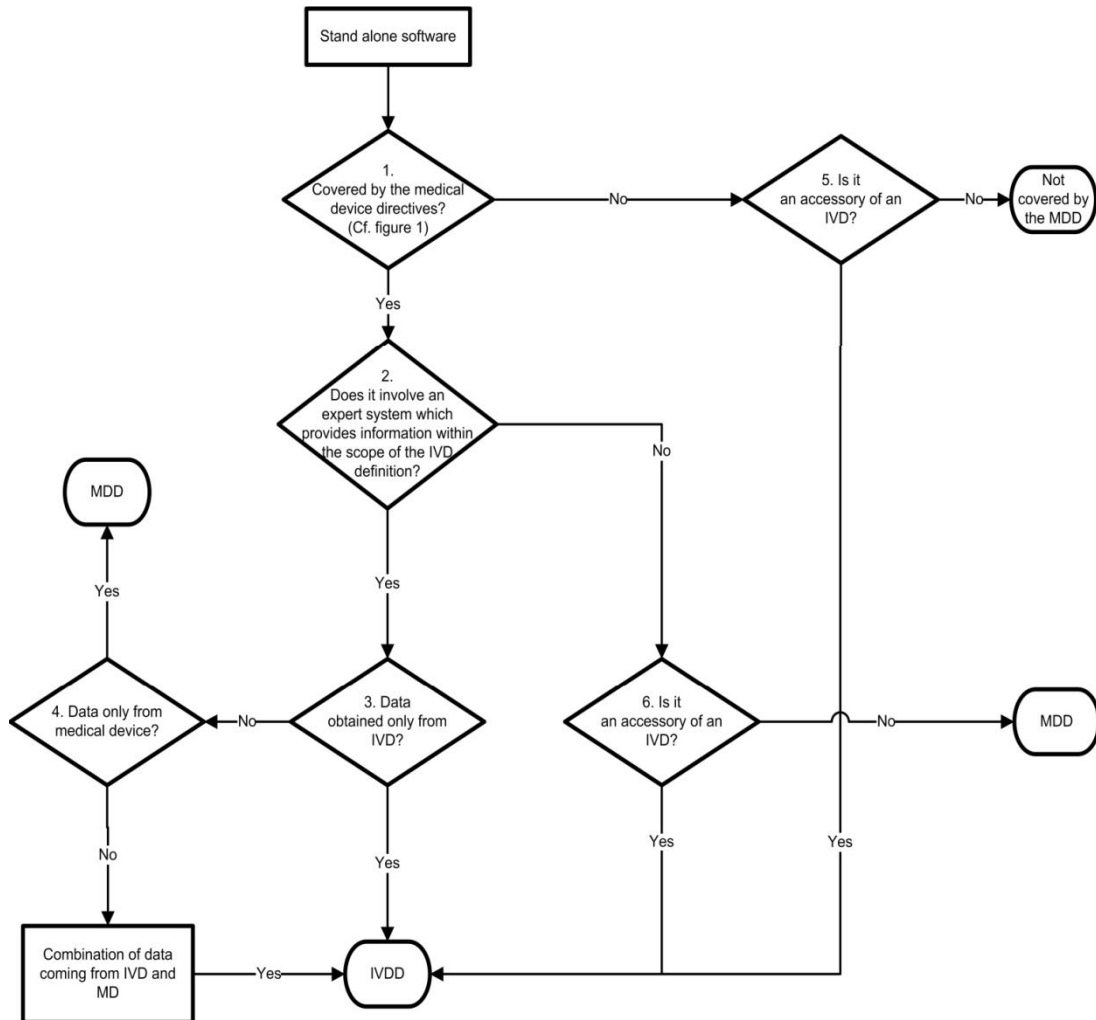 Stand alone software
1.
Covered by the medical
device directives?
(Cf. figure 1)
No
5. Is it
an accessory of an
IVD?
No
Not
covered by
the MDD
Yes
2.
Does it involve an
expert system which
provides information within
the scope of the IVD
definition?
No
MDD
Yes
Yes
4. Data only from
medical device?
No
3. Data
obtained only from
IVD?
6. Is it
an accessory of an
IVD?
No
MDD
No
Yes
Yes
Yes
Combination of data
coming from IVD and
MD
Yes
IVDD